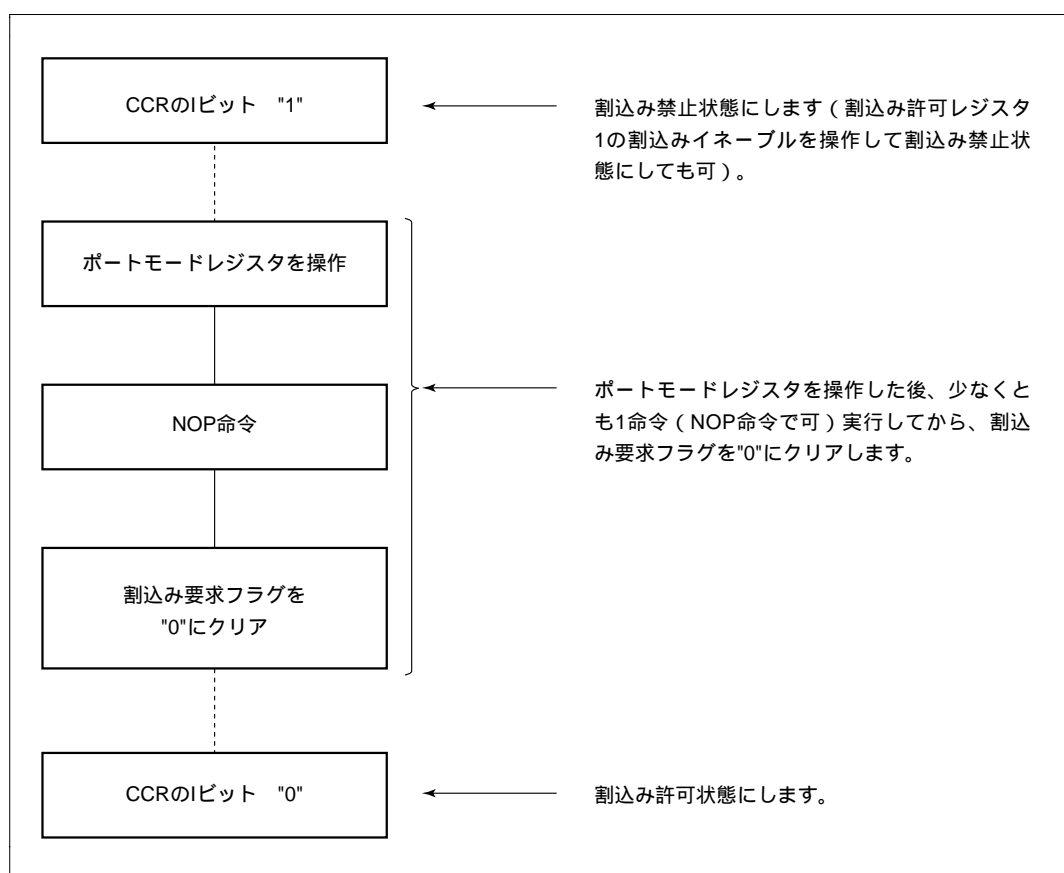 CCRのIビット "1"
割込み禁止状態にします（割込み許可レジスタ
1の割込みイネーブルを操作して割込み禁止状
態にしても可）。
ポートモードレジスタを操作
NOP命令
ポートモードレジスタを操作した後、少なくと
も1命令（NOP命令で可）実行してから、割込
み要求フラグを"0"にクリアします。
割込み要求フラグを
"0"にクリア
CCRのIビット "0"
割込み許可状態にします。